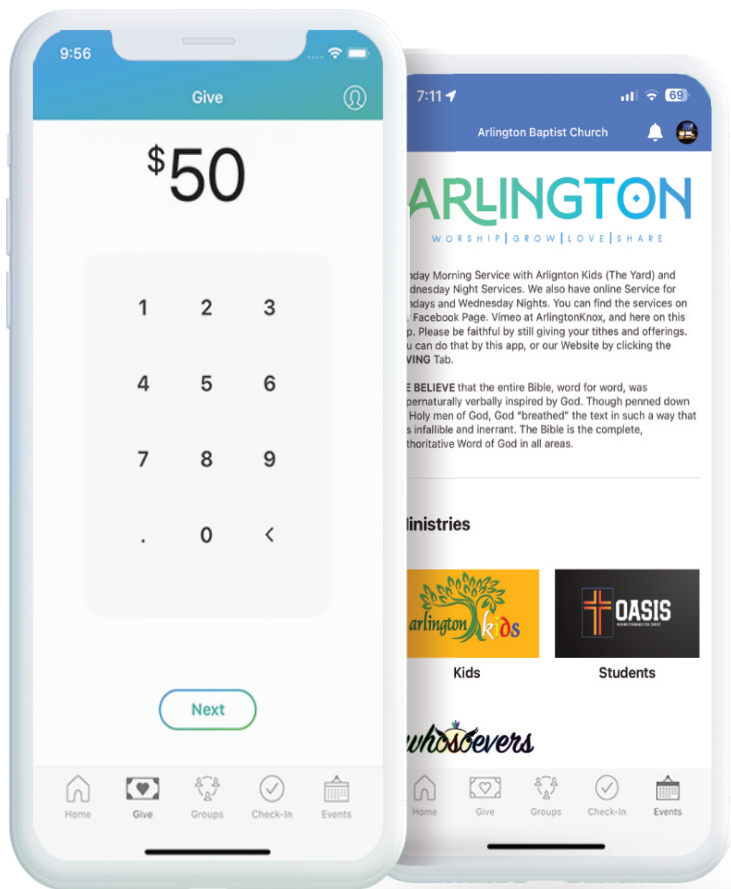 9:56
Give
$50
1 2 3
4 5 6
7 8 9
. 0 <
Next
Home Give Groups Check-In Events
7:11
69
Arlington Baptist Church
ARLINGTON
WORSHIP|GROW|LOVE|SHARE
nday Morning Service with Arlignton Kids (The Yard) and
dnesday Night Services. We also have online Service for
ndays and Wednesday Nights. You can find the services on
. Facebook Page. Vimeo at ArlingtonKnox, and here on this
p. Please be faithful by still giving your tithes and offerings.
u can do that by this app, or our Website by clicking the
VING Tab.
E BELIEVE that the entire Bible, word for word, was
pernaturally verbally inspired by God. Though penned down
Holy men of God, God "breathed" the text in such a way that
s infallible and inerrant. The Bible is the complete,
thoritative Word of God in all areas.
linistries
arlington kids
OASIS
Kids
Students
whosoevers
Home Give Groups Check-In Events